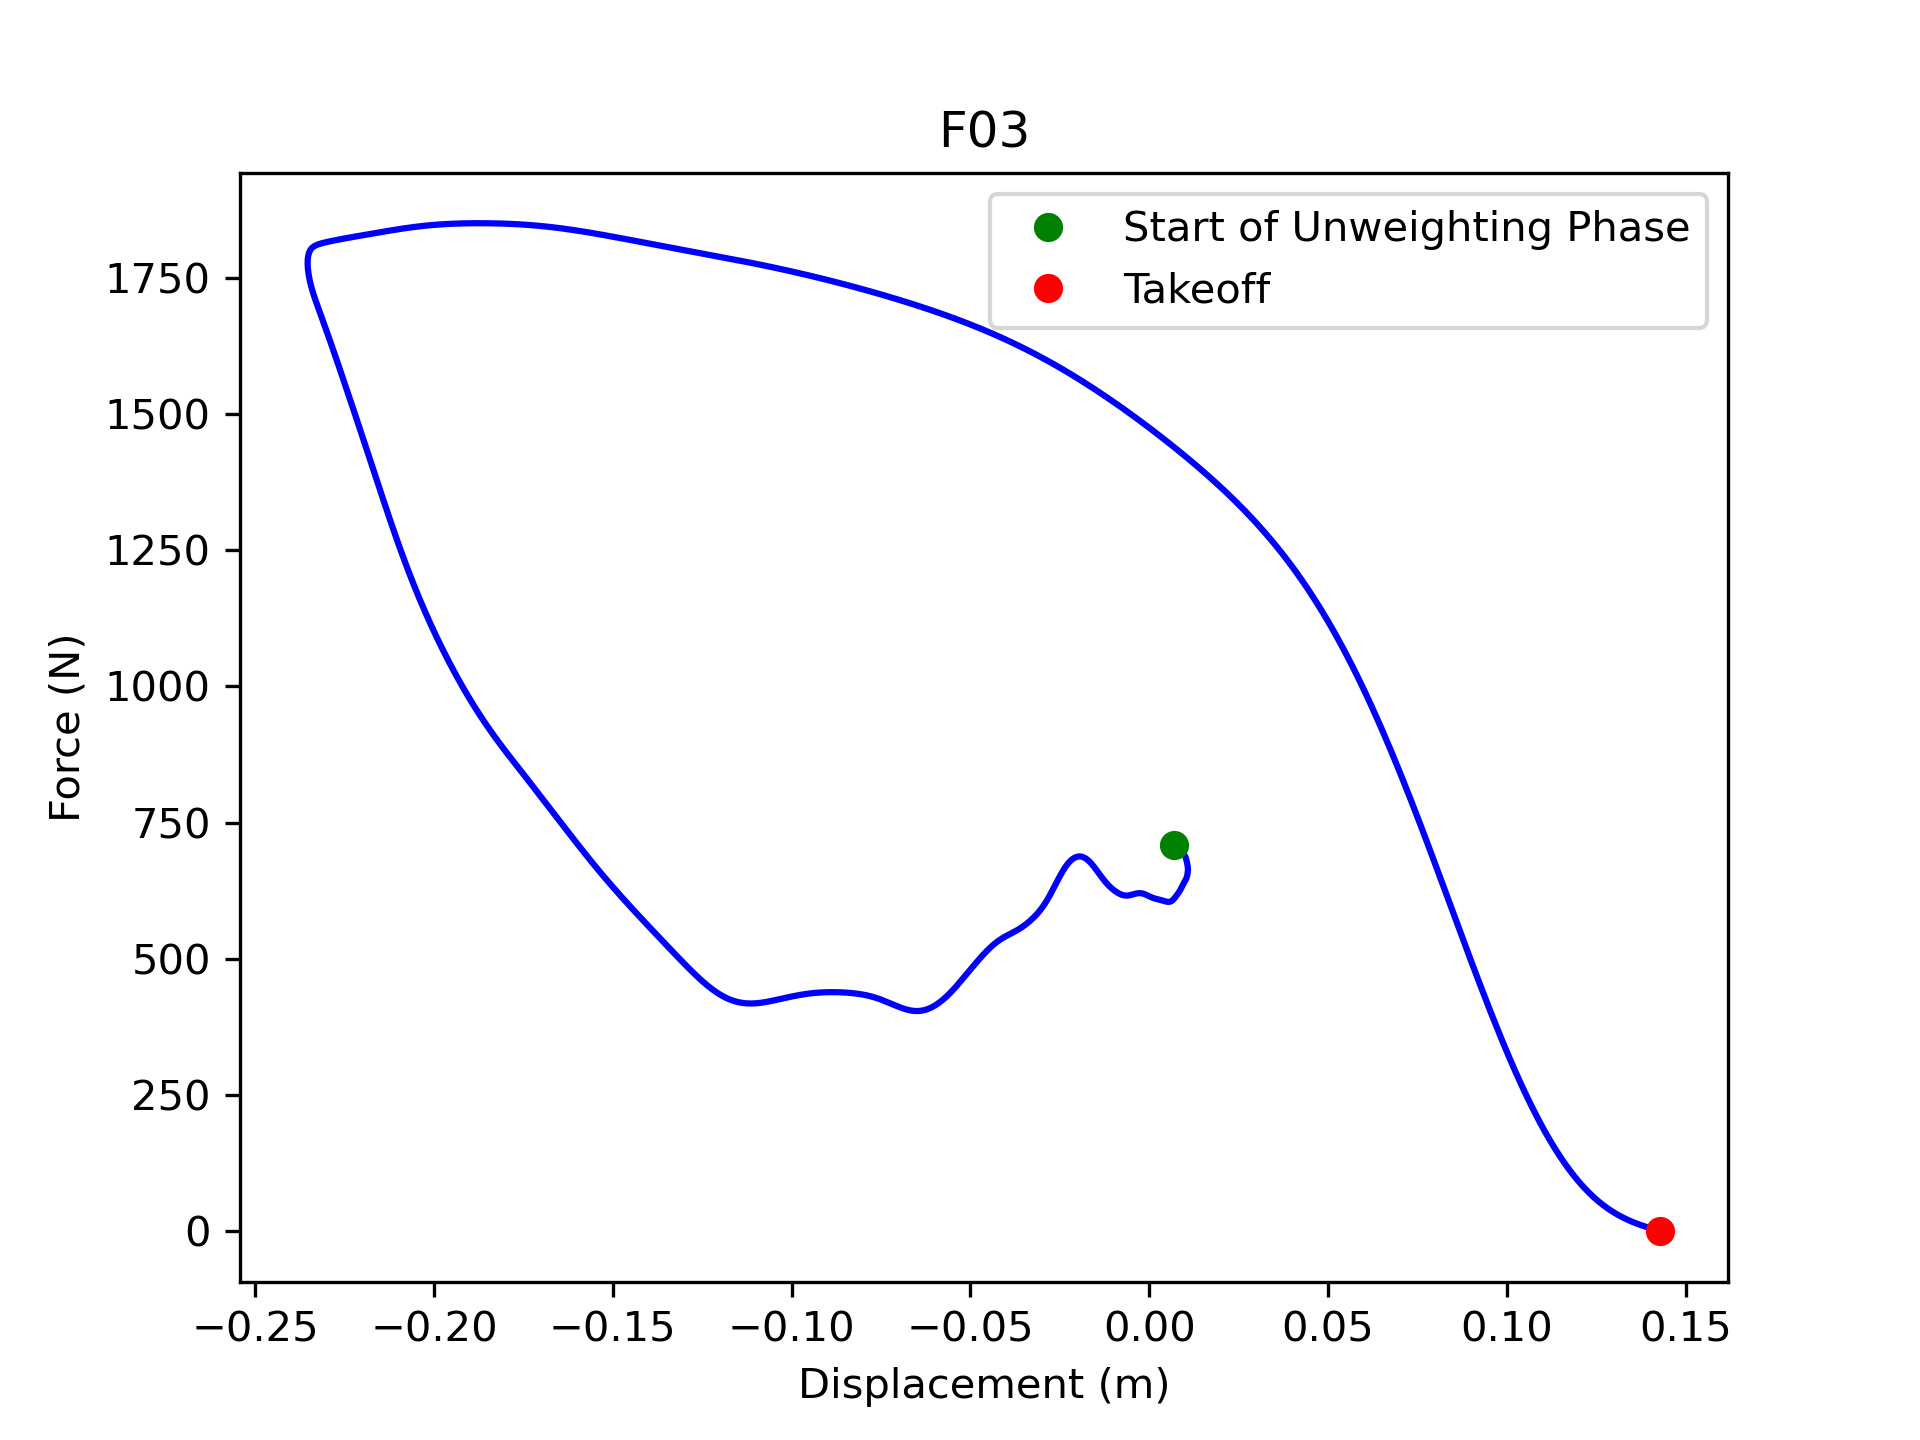 F03
Start of Unweighting Phase
Takeoff
1750
1500
1250
1000
750
500
250
0
Force (N)
−0.25 −0.20 −0.15 −0.10 −0.05 0.00 0.05 0.10 0.15
Displacement (m)